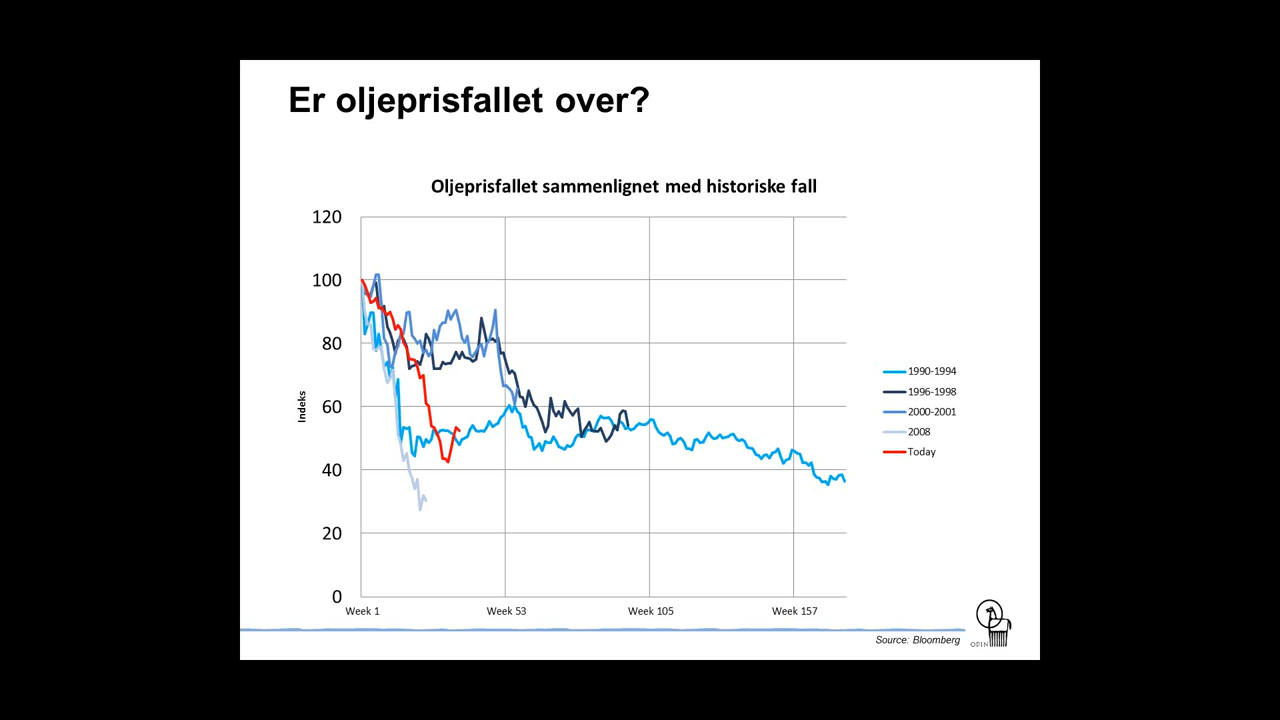 Er oljeprisfallet over?
Oljeprisfallet sammenlignet med historiske fall
120
100
80
60
40
20
0
Indeks
Week 1
Week 53
Week 105
Week 157
1990-1994
1996-1998
2000-2001
2008
Today
Source: Bloomberg
ODIN